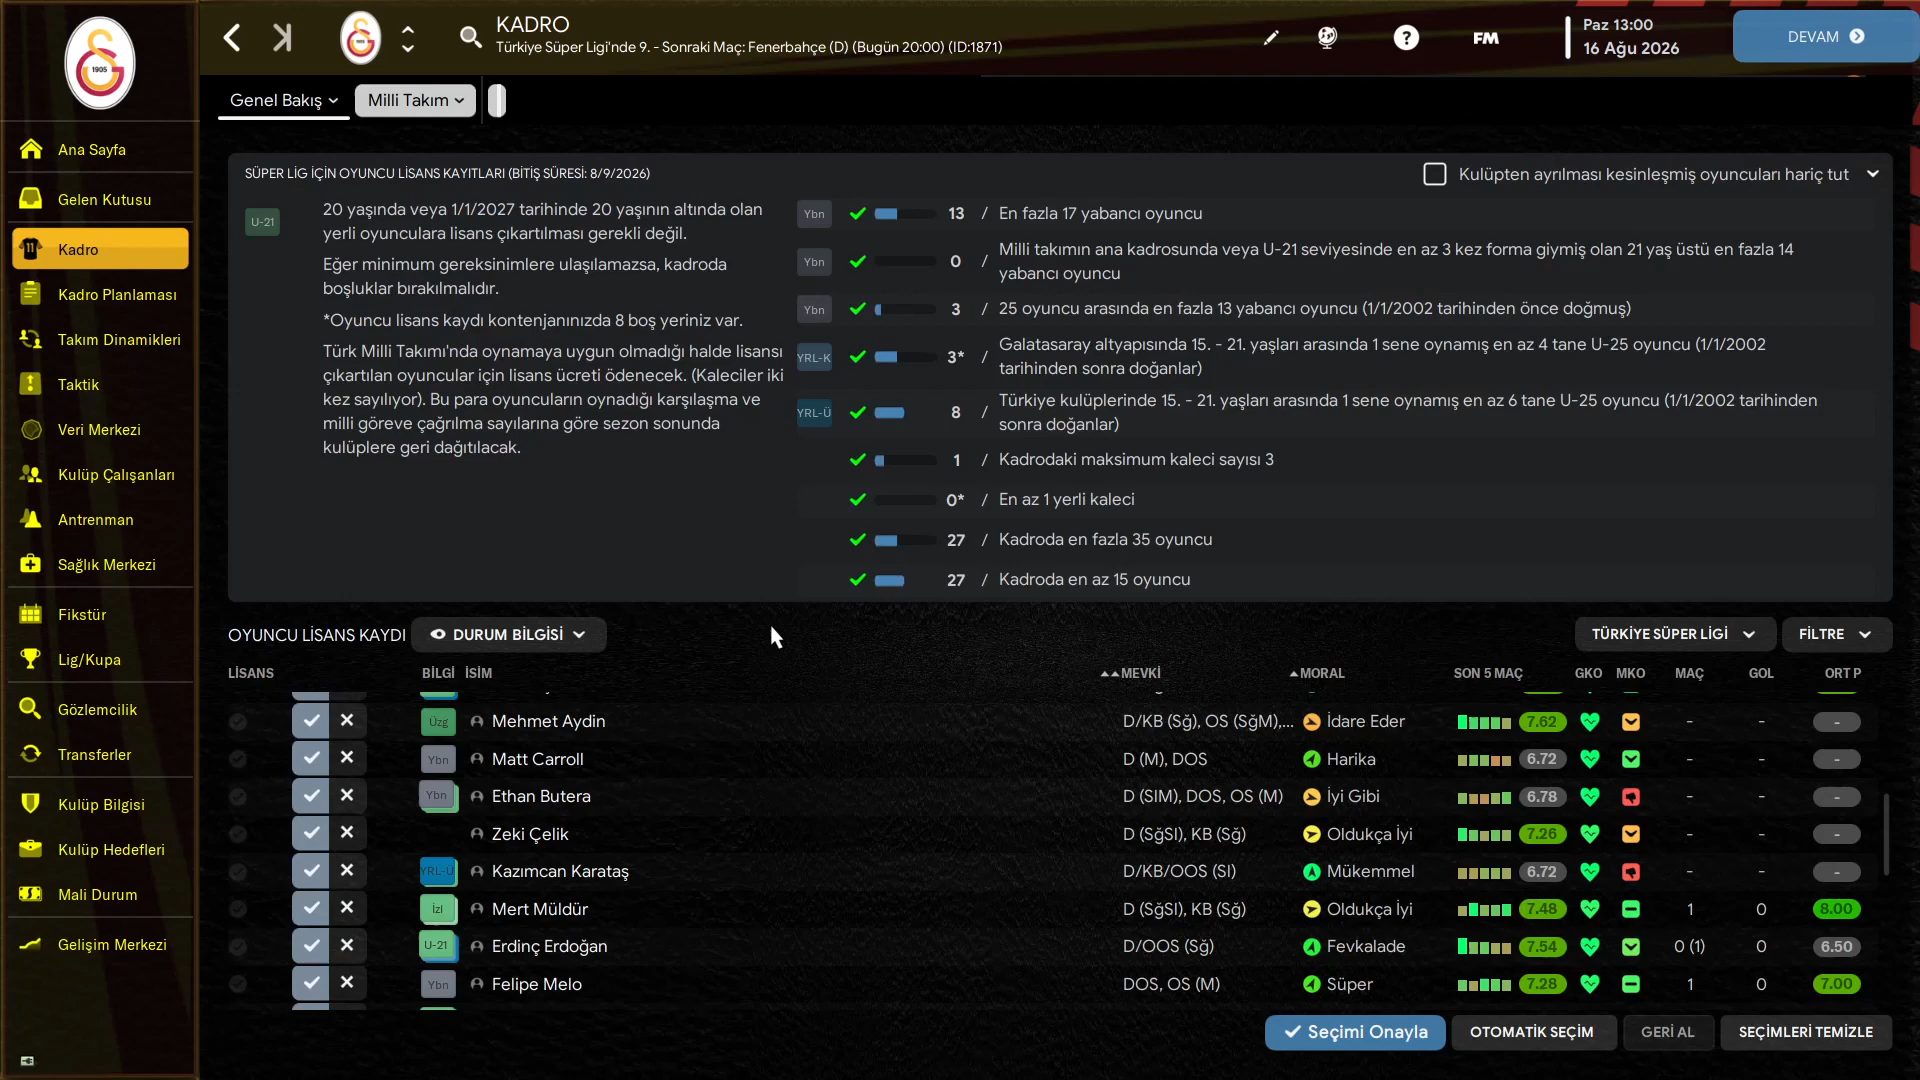 KADRO
Türkiye Süper Ligi'nde 9. - Sonraki Maç: Fenerbahçe (D) (Bugün 20:00) (ID:1871)
FM
Paz 13:00
16 Ağu 2026
DEVAM
1905
Genel Bakış
Milli Takım
Ana Sayfa
Gelen Kutusu
Kadro
Kadro Planlaması
Takım Dinamikleri
Taktik
Veri Merkezi
Kulüp Çalışanları
Antrenman
Sağlık Merkezi
Fikstür
Lig/Kupa
Gözlemcilik
Transferler
Kulüp Bilgisi
Kulüp Hedefleri
Mali Durum
Gelişim Merkezi
SÜPER LİG İÇİN OYUNCU LİSANS KAYITLARI (BİTİŞ SÜRESİ: 8/9/2026)
Kulüpten ayrılması kesinleşmiş oyuncuları hariç tut
U-21
20 yaşında veya 1/1/2027 tarihinde 20 yaşının altında olan
yerli oyunculara lisans çıkartılması gerekli değil.
Eğer minimum gereksinimlere ulaşılamazsa, kadroda
boşluklar bırakılmalıdır.
*Oyuncu lisans kaydı kontenjanınızda 8 boş yeriniz var.
Türk Milli Takımı'nda oynamaya uygun olmadığı halde lisansı
çıkartılan oyuncular için lisans ücreti ödenecek. (Kaleciler iki
kez sayılıyor). Bu para oyuncuların oynadığı karşılaşma ve
milli göreve çağrılma sayılarına göre sezon sonunda
kulüplere geri dağıtılacak.
Ybn 13 / En fazla 17 yabancı oyuncu
Ybn 0 / Milli takımın ana kadrosunda veya U-21 seviyesinde en az 3 kez forma giymiş olan 21 yaş üstü en fazla 14
yabancı oyuncu
Ybn 3 / 25 oyuncu arasında en fazla 13 yabancı oyuncu (1/1/2002 tarihinden önce doğmuş)
YRL-K 3* / Galatasaray altyapısında 15. - 21. yaşları arasında 1 sene oynamış en az 4 tane U-25 oyuncu (1/1/2002
tarihinden sonra doğanlar)
YRL-Ü 8 / Türkiye kulüplerinde 15. - 21. yaşları arasında 1 sene oynamış en az 6 tane U-25 oyuncu (1/1/2002 tarihinden
sonra doğanlar)
1 / Kadrodaki maksimum kaleci sayısı 3
0* / En az 1 yerli kaleci
27 / Kadroda en fazla 35 oyuncu
27 / Kadroda en az 15 oyuncu
OYUNCU LİSANS KAYDI
DURUM BİLGİSİ
TÜRKİYE SÜPER LİGİ
FİLTRE
LİSANS BİLGİ İSİM MEVKİ MORAL SON 5 MAÇ GKO MKO MAÇ GOL ORT P
Üzg Mehmet Aydin D/KB (Sğ), OS (SğM),... İdare Eder 7.62 - - -
Ybn Matt Carroll D (M), DOS Harika 6.72 - - -
Ybn Ethan Butera D (SIM), DOS, OS (M) İyi Gibi 6.78 - - -
Zeki Çelik D (SğSI), KB (Sğ) Oldukça İyi 7.26 - - -
YRL-Ü Kazımcan Karataş D/KB/OOS (SI) Mükemmel 6.72 - - -
İzl Mert Müldür D (SğSI), KB (Sğ) Oldukça İyi 7.48 1 0 8.00
U-21 Erdinç Erdoğan D/OOS (Sğ) Fevkalade 7.54 0 (1) 0 6.50
Ybn Felipe Melo DOS, OS (M) Süper 7.28 1 0 7.00
Seçimi Onayla
OTOMATİK SEÇİM
GERİ AL
SEÇİMLERİ TEMİZLE